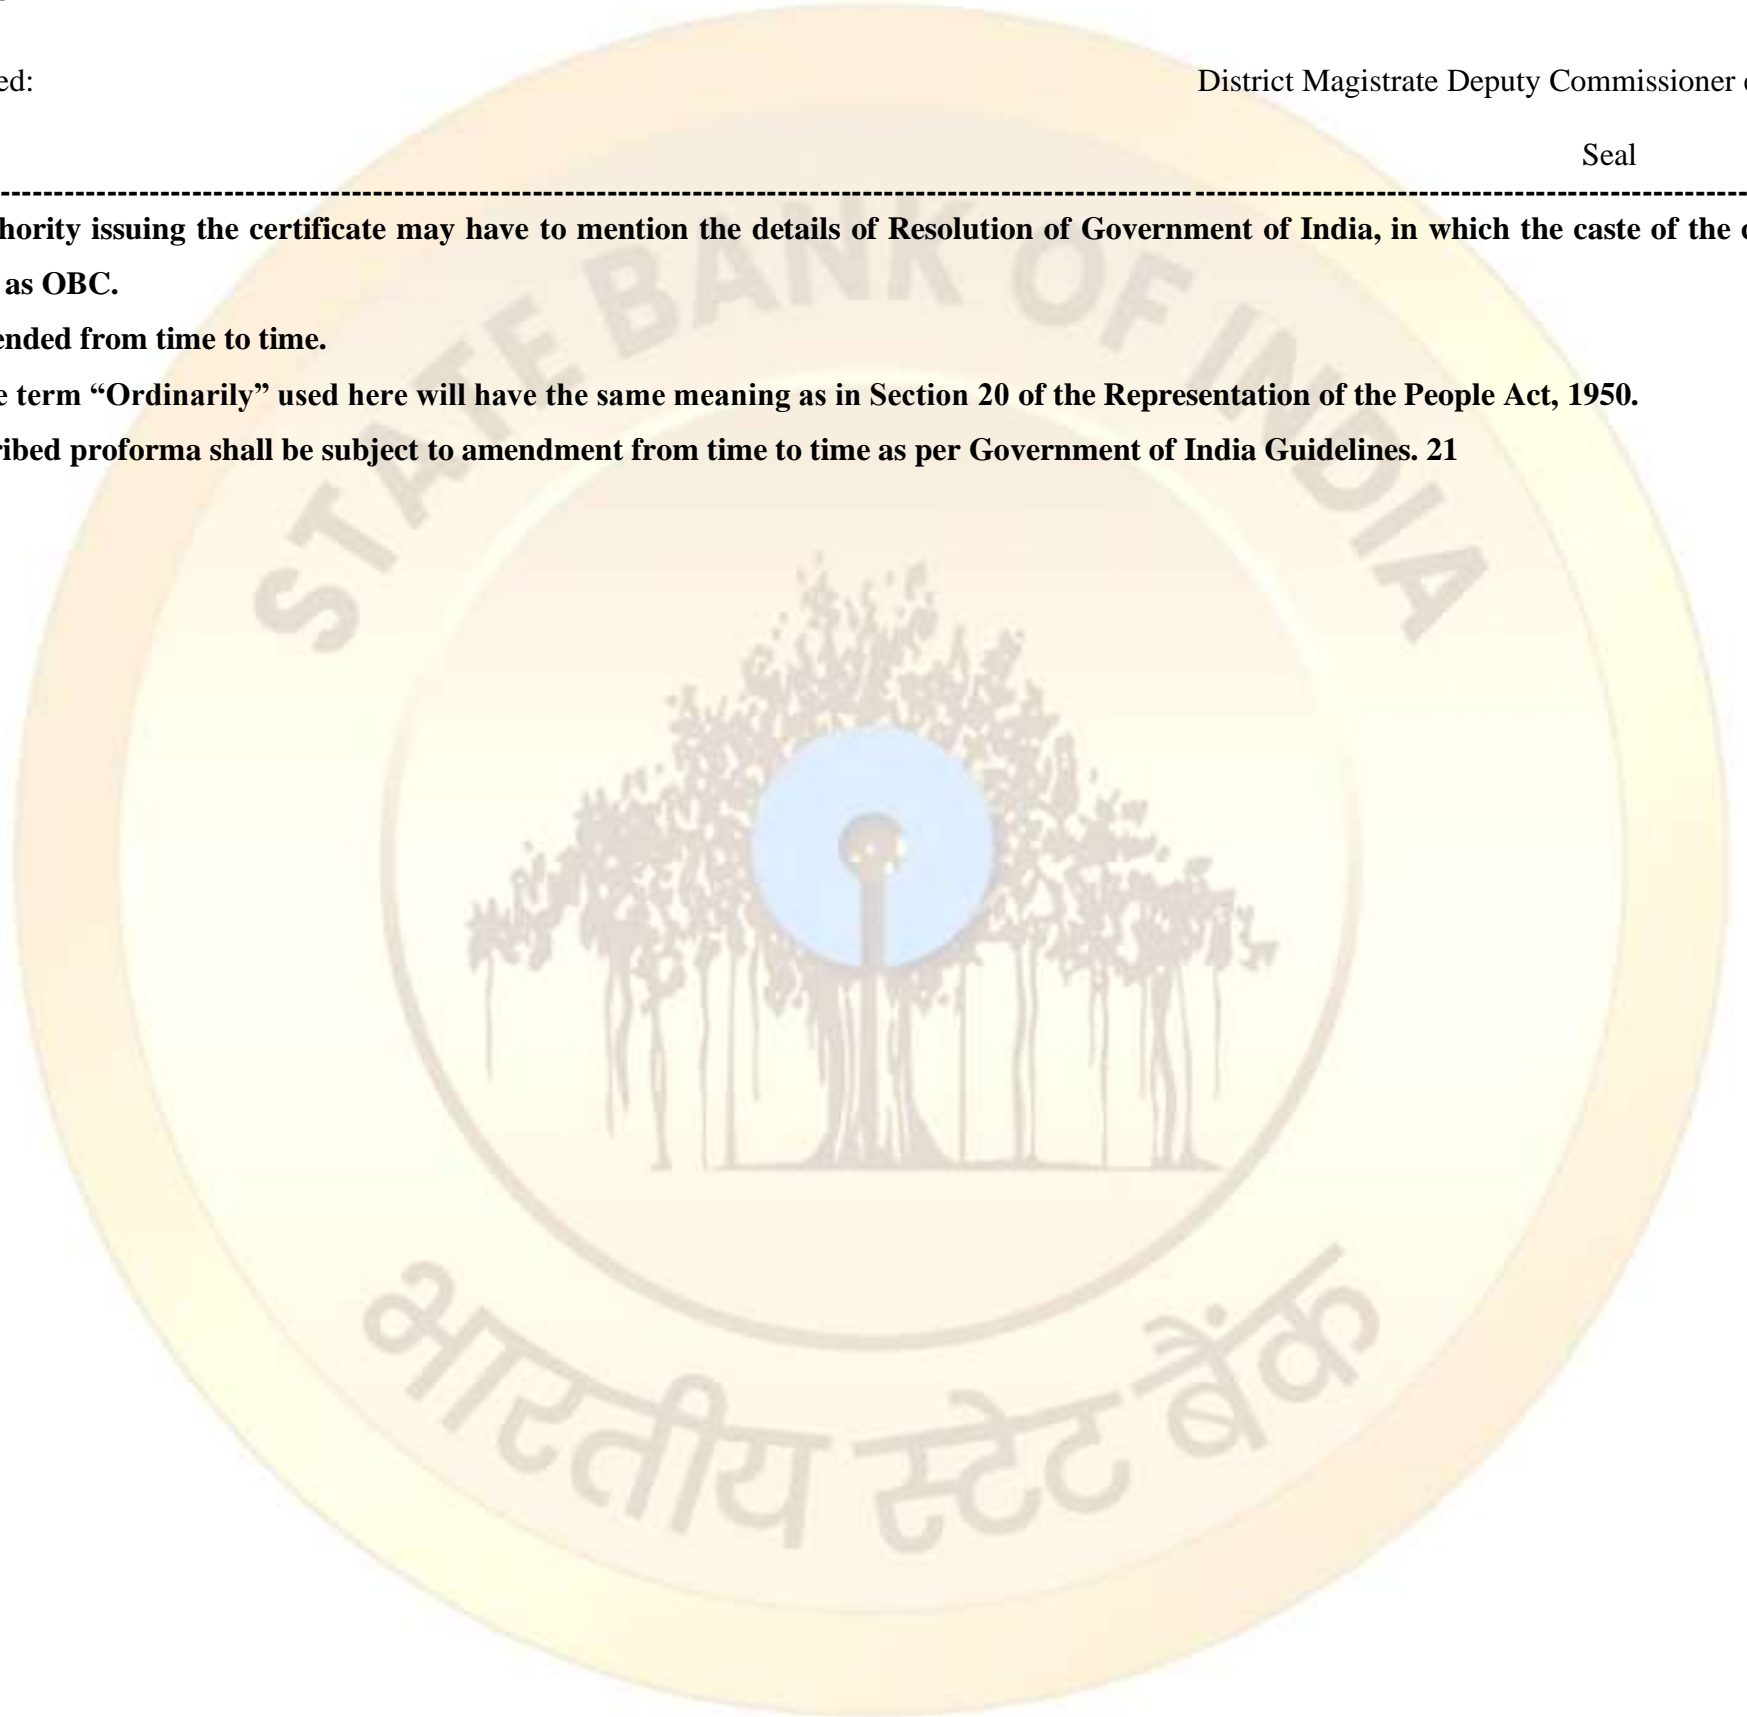 ed:
District Magistrate Deputy Commissioner
Seal
--------------------------------------------------------------------------------
hority issuing the certificate may have to mention the details of Resolution of Government of India, in which the caste of the
as OBC.
ended from time to time.
e term “Ordinarily” used here will have the same meaning as in Section 20 of the Representation of the People Act, 1950.
ribed proforma shall be subject to amendment from time to time as per Government of India Guidelines. 21
STATE BANK OF INDIA
भारतीय स्टेट बैंक